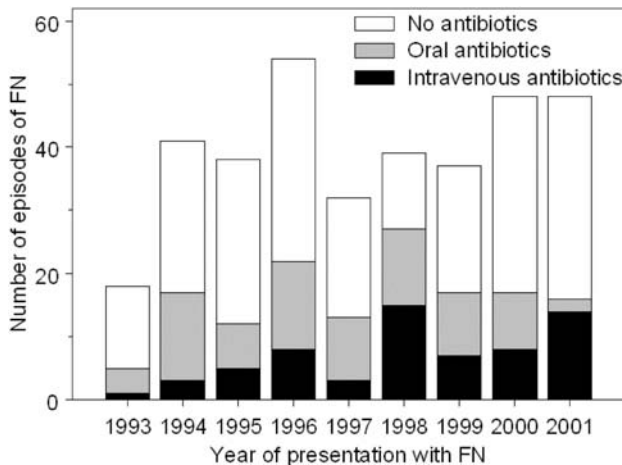 No antibiotics
Oral antibiotics
Intravenous antibiotics
60
40
20
0
Number of episodes of FN
1993 1994 1995 1996 1997 1998 1999 2000 2001
Year of presentation with FN